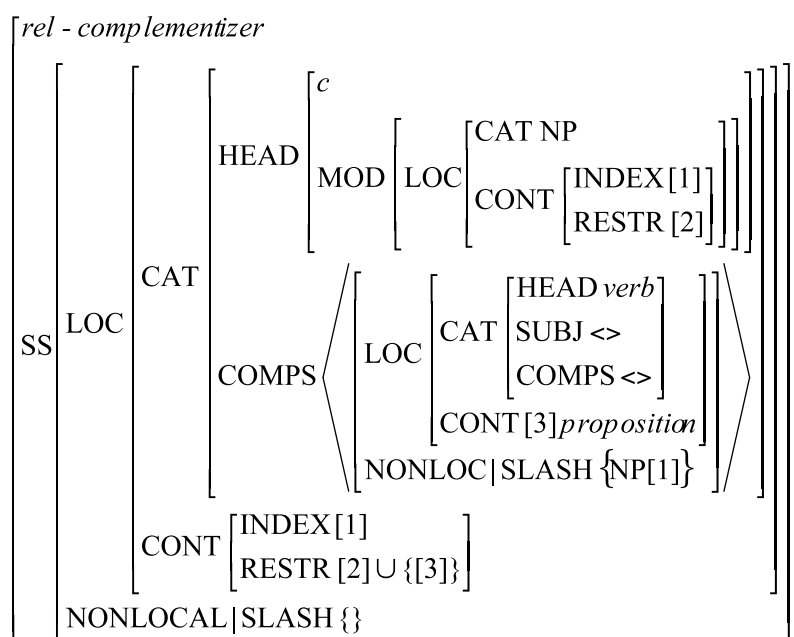 rel - complementizer
c
CAT NP
HEAD
MOD
LOC
INDEX [1]
CONT
RESTR [2]
CAT
HEAD verb
LOC
CAT
SUBJ <>
SS
LOC
COMPS
COMPS <>
CONT [3] proposition
NONLOC | SLASH {NP[1]}
INDEX [1]
CONT
RESTR [2] ∪ {[3]}
NONLOCAL | SLASH {}